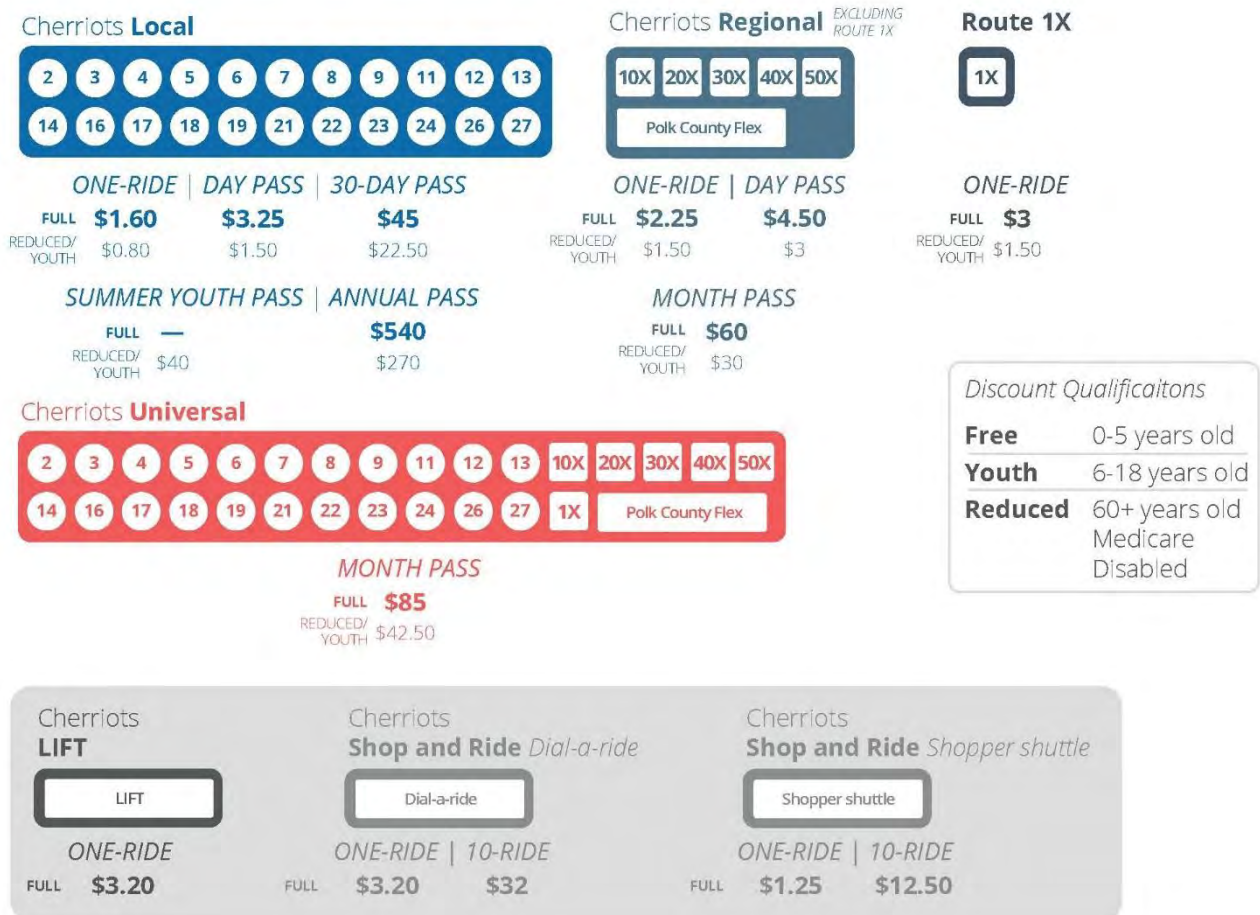 Cherriots Local
2 3 4 5 6 7 8 9 11 12 13
14 16 17 18 19 21 22 23 24 26 27
ONE-RIDE | DAY PASS | 30-DAY PASS
FULL $1.60 $3.25 $45
REDUCED/
YOUTH $0.80 $1.50 $22.50
SUMMER YOUTH PASS | ANNUAL PASS
FULL — $540
REDUCED/
YOUTH $40 $270
Cherriots Regional EXCLUDING
ROUTE 1X
10X 20X 30X 40X 50X
Polk County Flex
ONE-RIDE | DAY PASS
FULL $2.25 $4.50
REDUCED/
YOUTH $1.50 $3
MONTH PASS
FULL $60
REDUCED/
YOUTH $30
Route 1X
1X
ONE-RIDE
FULL $3
REDUCED/
YOUTH $1.50
Cherriots Universal
2 3 4 5 6 7 8 9 11 12 13 10X 20X 30X 40X 50X
14 16 17 18 19 21 22 23 24 26 27 1X Polk County Flex
MONTH PASS
FULL $85
REDUCED/
YOUTH $42.50
Discount Qualificaitons
Free 0-5 years old
Youth 6-18 years old
Reduced 60+ years old
Medicare
Disabled
Cherriots
LIFT
LIFT
ONE-RIDE
FULL $3.20
Cherriots
Shop and Ride Dial-a-ride
Dial-a-ride
ONE-RIDE | 10-RIDE
FULL $3.20 $32
Cherriots
Shop and Ride Shopper shuttle
Shopper shuttle
ONE-RIDE | 10-RIDE
FULL $1.25 $12.50